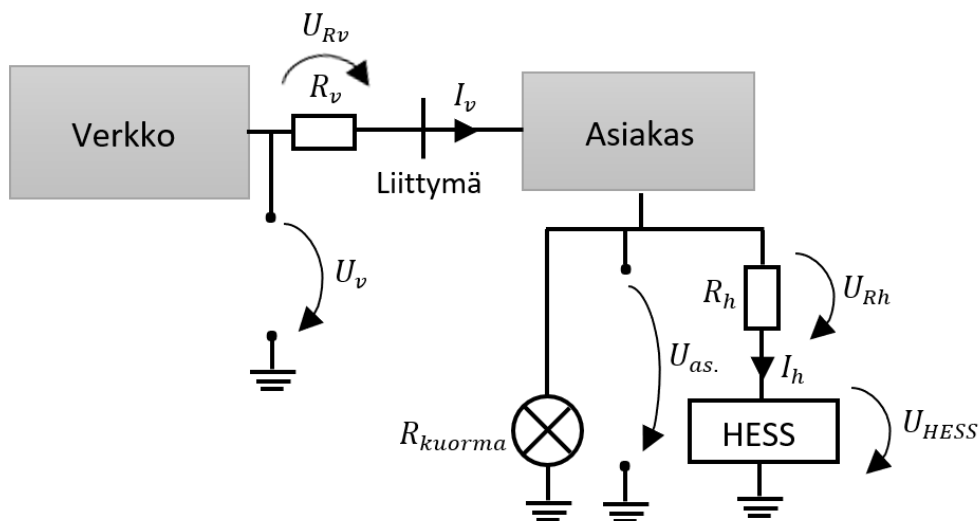 U_Rv
R_v
I_v
Verkko
Asiakas
Liittymä
U_v
R_h
U_Rh
U_as.
I_h
R_kuorma
HESS
U_HESS